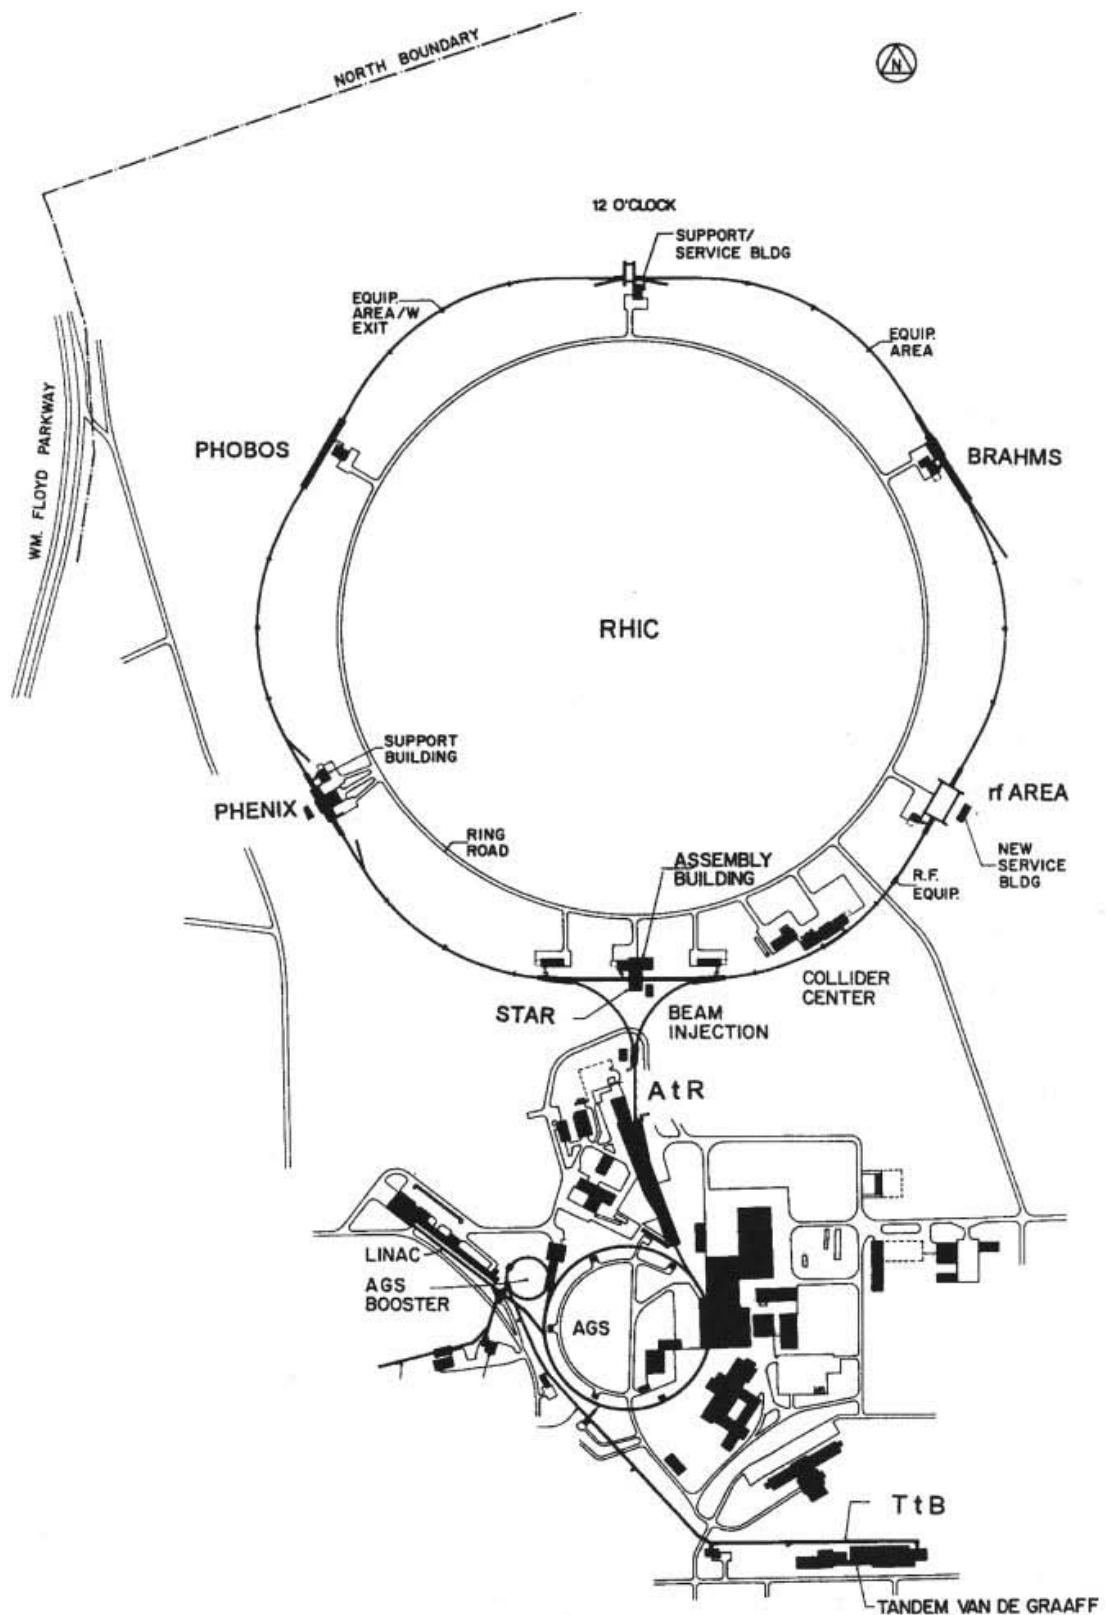 NORTH BOUNDARY
N
12 O'CLOCK
SUPPORT/
SERVICE BLDG
EQUIP.
AREA/W
EXIT
EQUIP.
AREA
WM. FLOYD PARKWAY
PHOBOS
BRAHMS
RHIC
SUPPORT
BUILDING
PHENIX
rf AREA
RING
ROAD
ASSEMBLY
BUILDING
NEW
SERVICE
BLDG
R.F.
EQUIP.
COLLIDER
CENTER
STAR
BEAM
INJECTION
AtR
LINAC
AGS
BOOSTER
AGS
TtB
TANDEM VAN DE GRAAFF